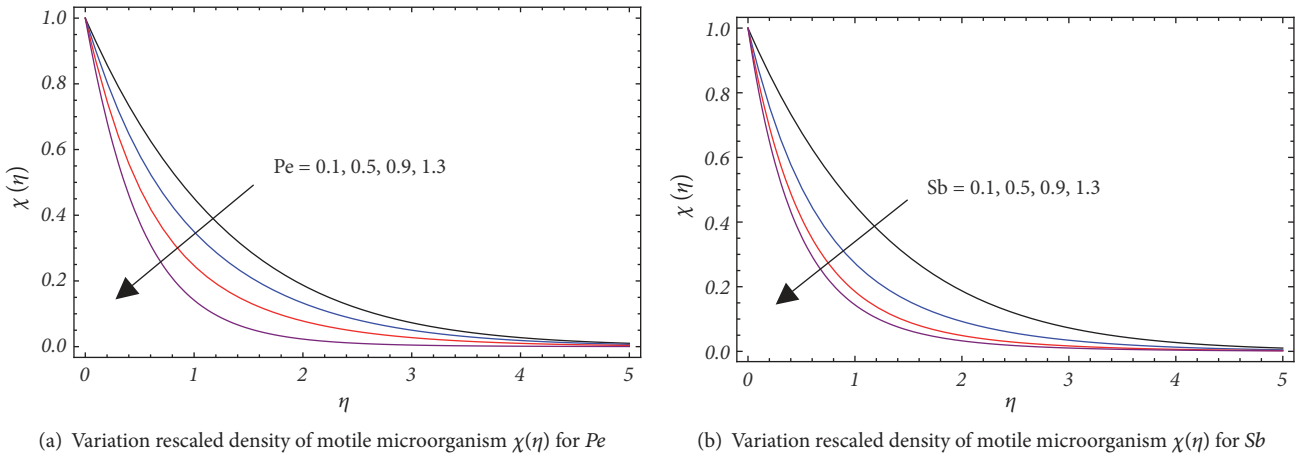 1.0
0.8
0.6
0.4
0.2
0.0
χ (η)
Pe = 0.1, 0.5, 0.9, 1.3
0 1 2 3 4 5
η
(a) Variation rescaled density of motile microorganism χ(η) for Pe
1.0
0.8
0.6
0.4
0.2
0.0
χ (η)
Sb = 0.1, 0.5, 0.9, 1.3
0 1 2 3 4 5
η
(b) Variation rescaled density of motile microorganism χ(η) for Sb